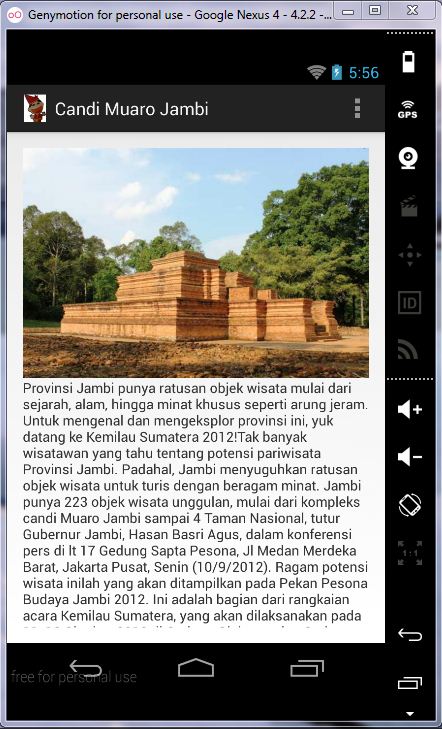 Genymotion for personal use - Google Nexus 4 - 4.2.2 -...
5:56
GPS
Candi Muaro Jambi
ID
Provinsi Jambi punya ratusan objek wisata mulai dari
sejarah, alam, hingga minat khusus seperti arung jeram.
Untuk mengenal dan mengeksplor provinsi ini, yuk
datang ke Kemilau Sumatera 2012!Tak banyak
wisatawan yang tahu tentang potensi pariwisata
Provinsi Jambi. Padahal, Jambi menyuguhkan ratusan
objek wisata untuk turis dengan beragam minat. Jambi
punya 223 objek wisata unggulan, mulai dari kompleks
candi Muaro Jambi sampai 4 Taman Nasional, tutur
Gubernur Jambi, Hasan Basri Agus, dalam konferensi
pers di lt 17 Gedung Sapta Pesona, Jl Medan Merdeka
Barat, Jakarta Pusat, Senin (10/9/2012). Ragam potensi
wisata inilah yang akan ditampilkan pada Pekan Pesona
Budaya Jambi 2012. Ini adalah bagian dari rangkaian
acara Kemilau Sumatera, yang akan dilaksanakan pada
1:1
free for personal use